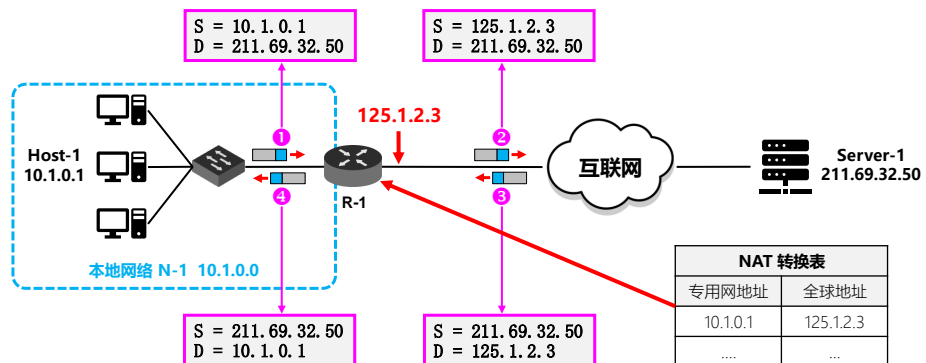 S = 10.1.0.1
D = 211.69.32.50
S = 125.1.2.3
D = 211.69.32.50
125.1.2.3
❶
❷
Host-1
10.1.0.1
互联网
Server-1
211.69.32.50
❹
❸
R-1
本地网络 N-1 10.1.0.0
NAT 转换表
专用网地址 全球地址
10.1.0.1 125.1.2.3
.... ...
S = 211.69.32.50
D = 10.1.0.1
S = 211.69.32.50
D = 125.1.2.3